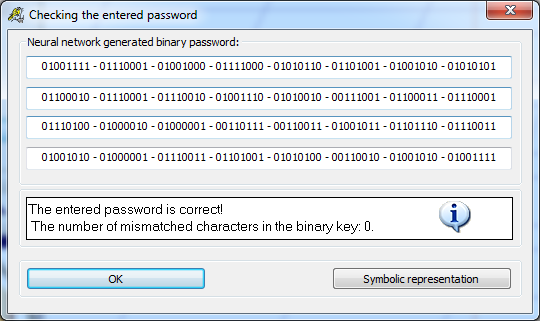 Checking the entered password
Neural network generated binary password:
01001111 - 01110001 - 01001000 - 01111000 - 01010110 - 01101001 - 01001010 - 01010101
01100010 - 01110001 - 01110010 - 01001110 - 01010010 - 00111001 - 01100011 - 01110001
01110100 - 01000010 - 01000001 - 00110111 - 00110011 - 01001011 - 01101110 - 01110011
01001010 - 01000001 - 01110011 - 01101001 - 01010100 - 00110010 - 01001010 - 01001111
The entered password is correct!
The number of mismatched characters in the binary key: 0.
OK
Symbolic representation